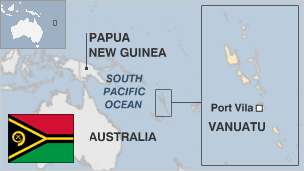 PAPUA
NEW GUINEA
SOUTH
PACIFIC
OCEAN
AUSTRALIA
Port Vila
VANUATU